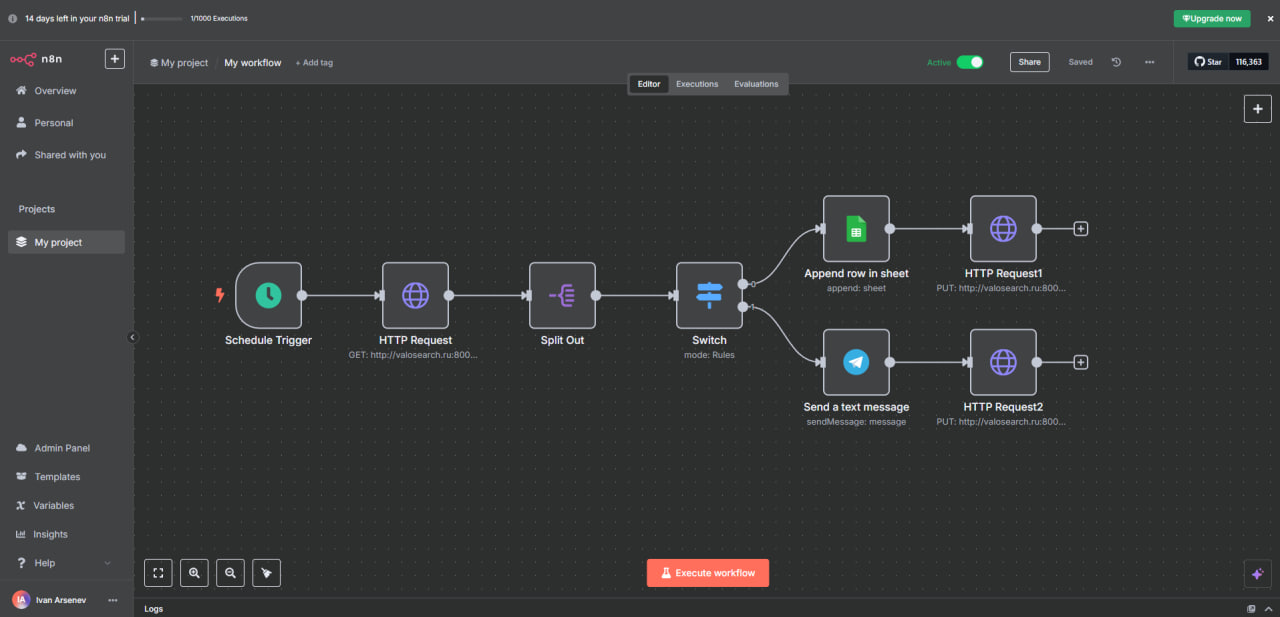 14 days left in your n8n trial
1/1000 Executions
Upgrade now
n8n
My project / My workflow + Add tag
Active
Share
Saved
Star 116,363
Editor Executions Evaluations
Overview
Personal
Shared with you
Projects
My project
Schedule Trigger
HTTP Request
GET: http://valosearch.ru:800...
Split Out
Switch
mode: Rules
0
1
Append row in sheet
append: sheet
HTTP Request1
PUT: http://valosearch.ru:800...
Send a text message
sendMessage: message
HTTP Request2
PUT: http://valosearch.ru:800...
Admin Panel
Templates
Variables
Insights
Help
IA Ivan Arsenev
Execute workflow
Logs